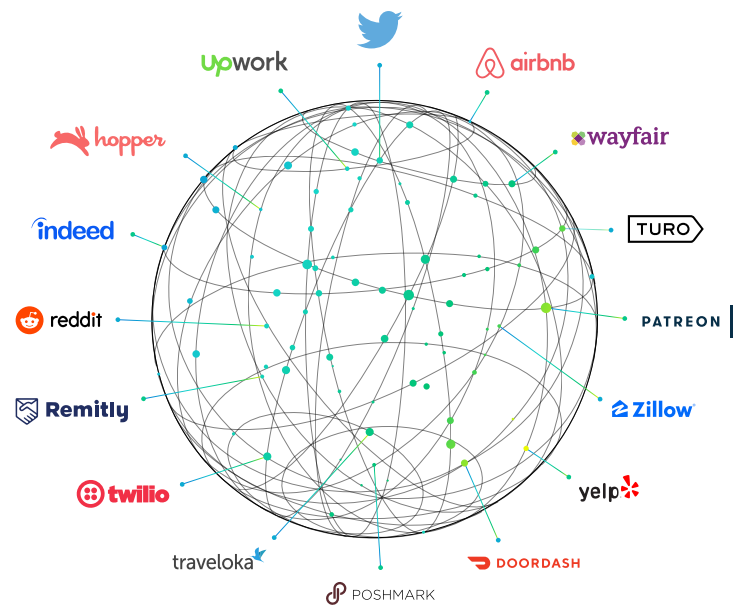 upwork
airbnb
hopper
wayfair
indeed
TURO
reddit
PATREON
Remitly
Zillow
twilio
yelp
traveloka
DOORDASH
POSHMARK